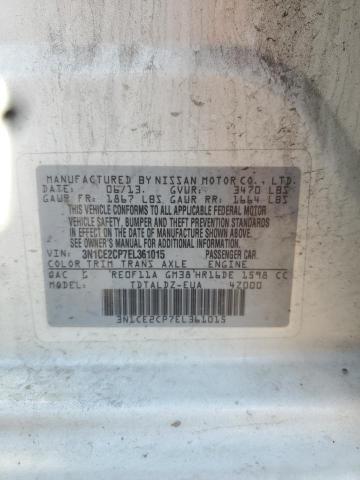 MANUFACTURED BY NISSAN MOTOR CO., LTD.
DATE: 06/13. GVWR: 3470 LBS
GAWR FR: 1867 LBS GAWR RR: 1664 LBS
THIS VEHICLE CONFORMS TO ALL APPLICABLE FEDERAL MOTOR
VEHICLE SAFETY, BUMPER AND THEFT PREVENTION STANDARDS
IN EFFECT ON THE DATE OF MANUFACTURE SHOWN ABOVE.
SEE OWNERS MANUAL FOR ADDITIONAL INFORMATION.
VIN: 3N1CE2CP7EL361015 PASSENGER CAR.
COLOR TRIM TRANS AXLE ENGINE
QAC G RE0F11A GM38 HR16DE 1598 CC
TDTALDZ-EUA 4Z000
3N1CE2CP7EL361015